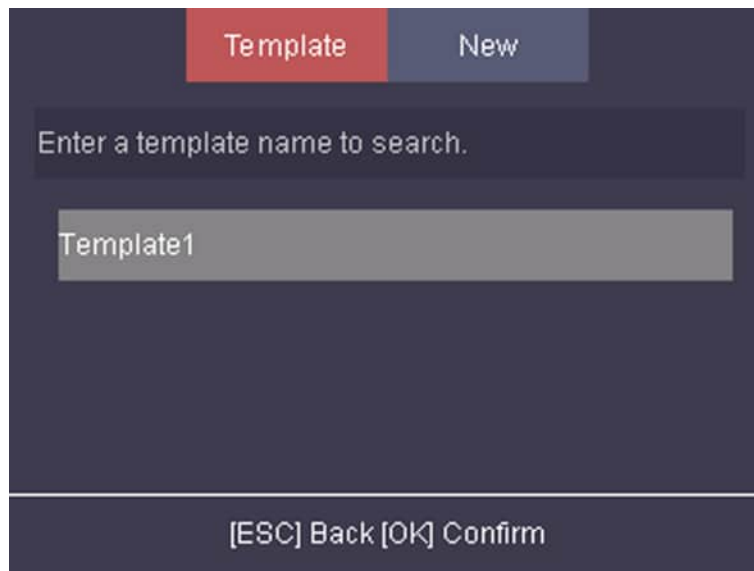 Template New
Enter a template name to search.
Template1
[ESC] Back [OK] Confirm